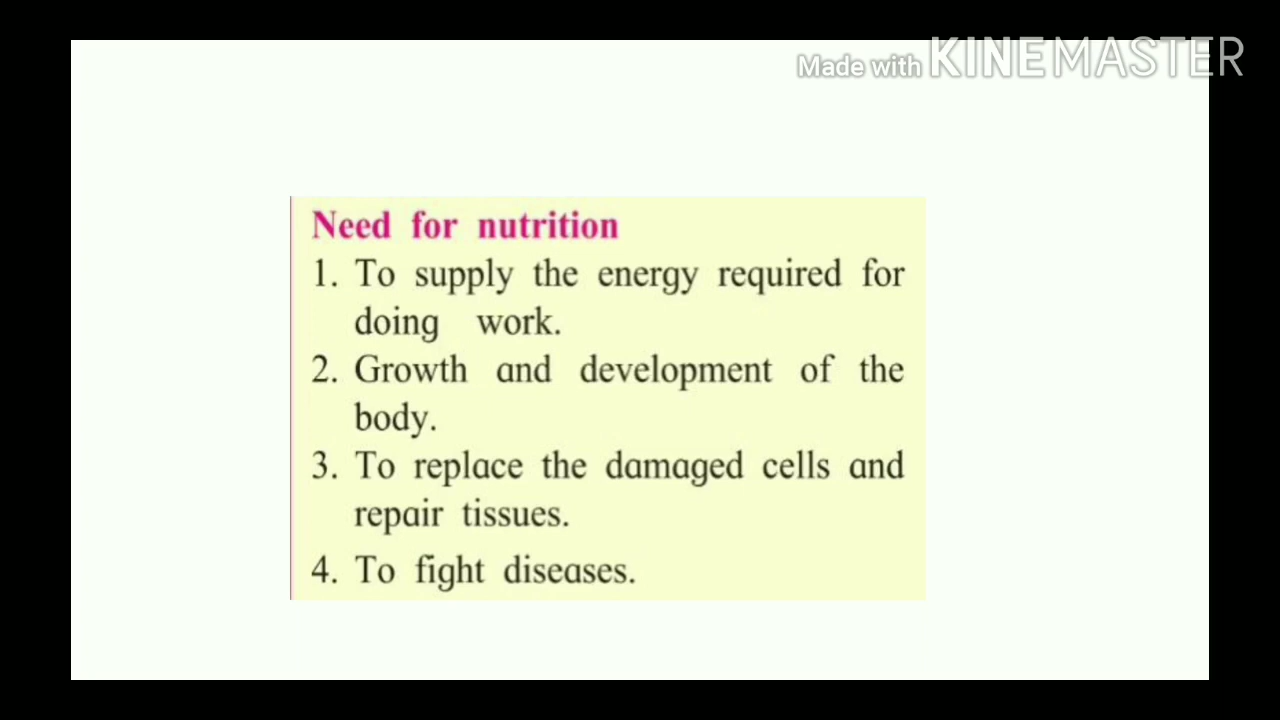 Made with KINEMASTER
Need for nutrition
1. To supply the energy required for
doing work.
2. Growth and development of the
body.
3. To replace the damaged cells and
repair tissues.
4. To fight diseases.